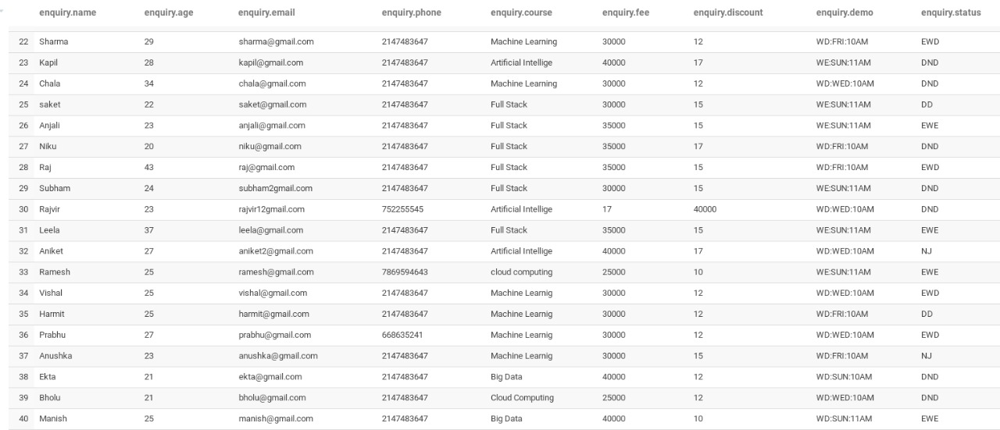 enquiry.name enquiry.age enquiry.email enquiry.phone enquiry.course enquiry.fee enquiry.discount enquiry.demo enquiry.status
22 Sharma 29 sharma@gmail.com 2147483647 Machine Learning 30000 12 WD:FRI:10AM EWD
23 Kapil 28 kapil@gmail.com 2147483647 Artificial Intellige 40000 17 WE:SUN:11AM DND
24 Chala 34 chala@gmail.com 2147483647 Machine Learning 30000 12 WD:WED:10AM DND
25 saket 22 saket@gmail.com 2147483647 Full Stack 30000 15 WE:SUN:11AM DD
26 Anjali 23 anjali@gmail.com 2147483647 Full Stack 35000 15 WE:SUN:11AM EWE
27 Niku 20 niku@gmail.com 2147483647 Full Stack 35000 17 WD:FRI:10AM DND
28 Raj 43 raj@gmail.com 2147483647 Full Stack 35000 15 WD:FRI:10AM EWD
29 Subham 24 subham2gmail.com 2147483647 Full Stack 30000 15 WE:SUN:11AM DND
30 Rajvir 23 rajvir12gmail.com 752255545 Artificial Intellige 17 40000 WD:WED:10AM DND
31 Leela 37 leela@gmail.com 2147483647 Full Stack 35000 15 WE:SUN:11AM EWE
32 Aniket 27 aniket2@gmail.com 2147483647 Artificial Intellige 40000 17 WD:WED:10AM NJ
33 Ramesh 25 ramesh@gmail.com 7869594643 cloud computing 25000 10 WE:SUN:11AM EWE
34 Vishal 25 vishal@gmail.com 2147483647 Machine Learnig 30000 12 WD:WED:10AM EWD
35 Harmit 25 harmit@gmail.com 2147483647 Machine Learnig 30000 12 WD:FRI:10AM DD
36 Prabhu 27 prabhu@gmail.com 668635241 Machine Learnig 30000 12 WD:WED:10AM EWD
37 Anushka 23 anushka@gmail.com 2147483647 Machine Learnig 30000 15 WD:FRI:10AM NJ
38 Ekta 21 ekta@gmail.com 2147483647 Big Data 40000 12 WD:SUN:10AM DND
39 Bholu 21 bholu@gmail.com 2147483647 Cloud Computing 25000 12 WD:WED:10AM DND
40 Manish 25 manish@gmail.com 2147483647 Big Data 40000 10 WD:SUN:11AM EWE